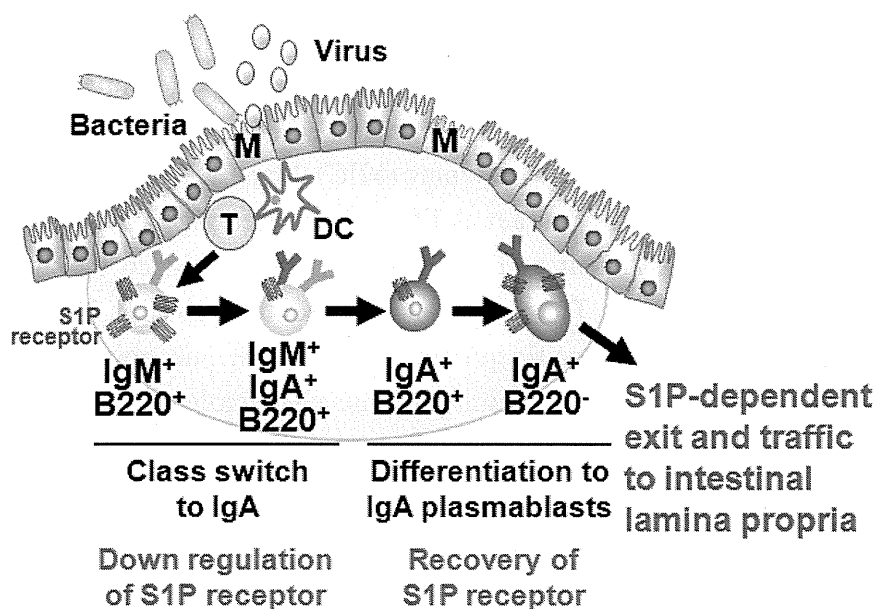 Virus
Bacteria
M
M
T
DC
S1P
receptor
IgM⁺
B220⁺
IgM⁺
IgA⁺
B220⁺
IgA⁺
B220⁺
IgA⁺
B220⁻
S1P-dependent
exit and traffic
to intestinal
lamina propria
Class switch
to IgA
Differentiation to
IgA plasmablasts
Down regulation
of S1P receptor
Recovery of
S1P receptor